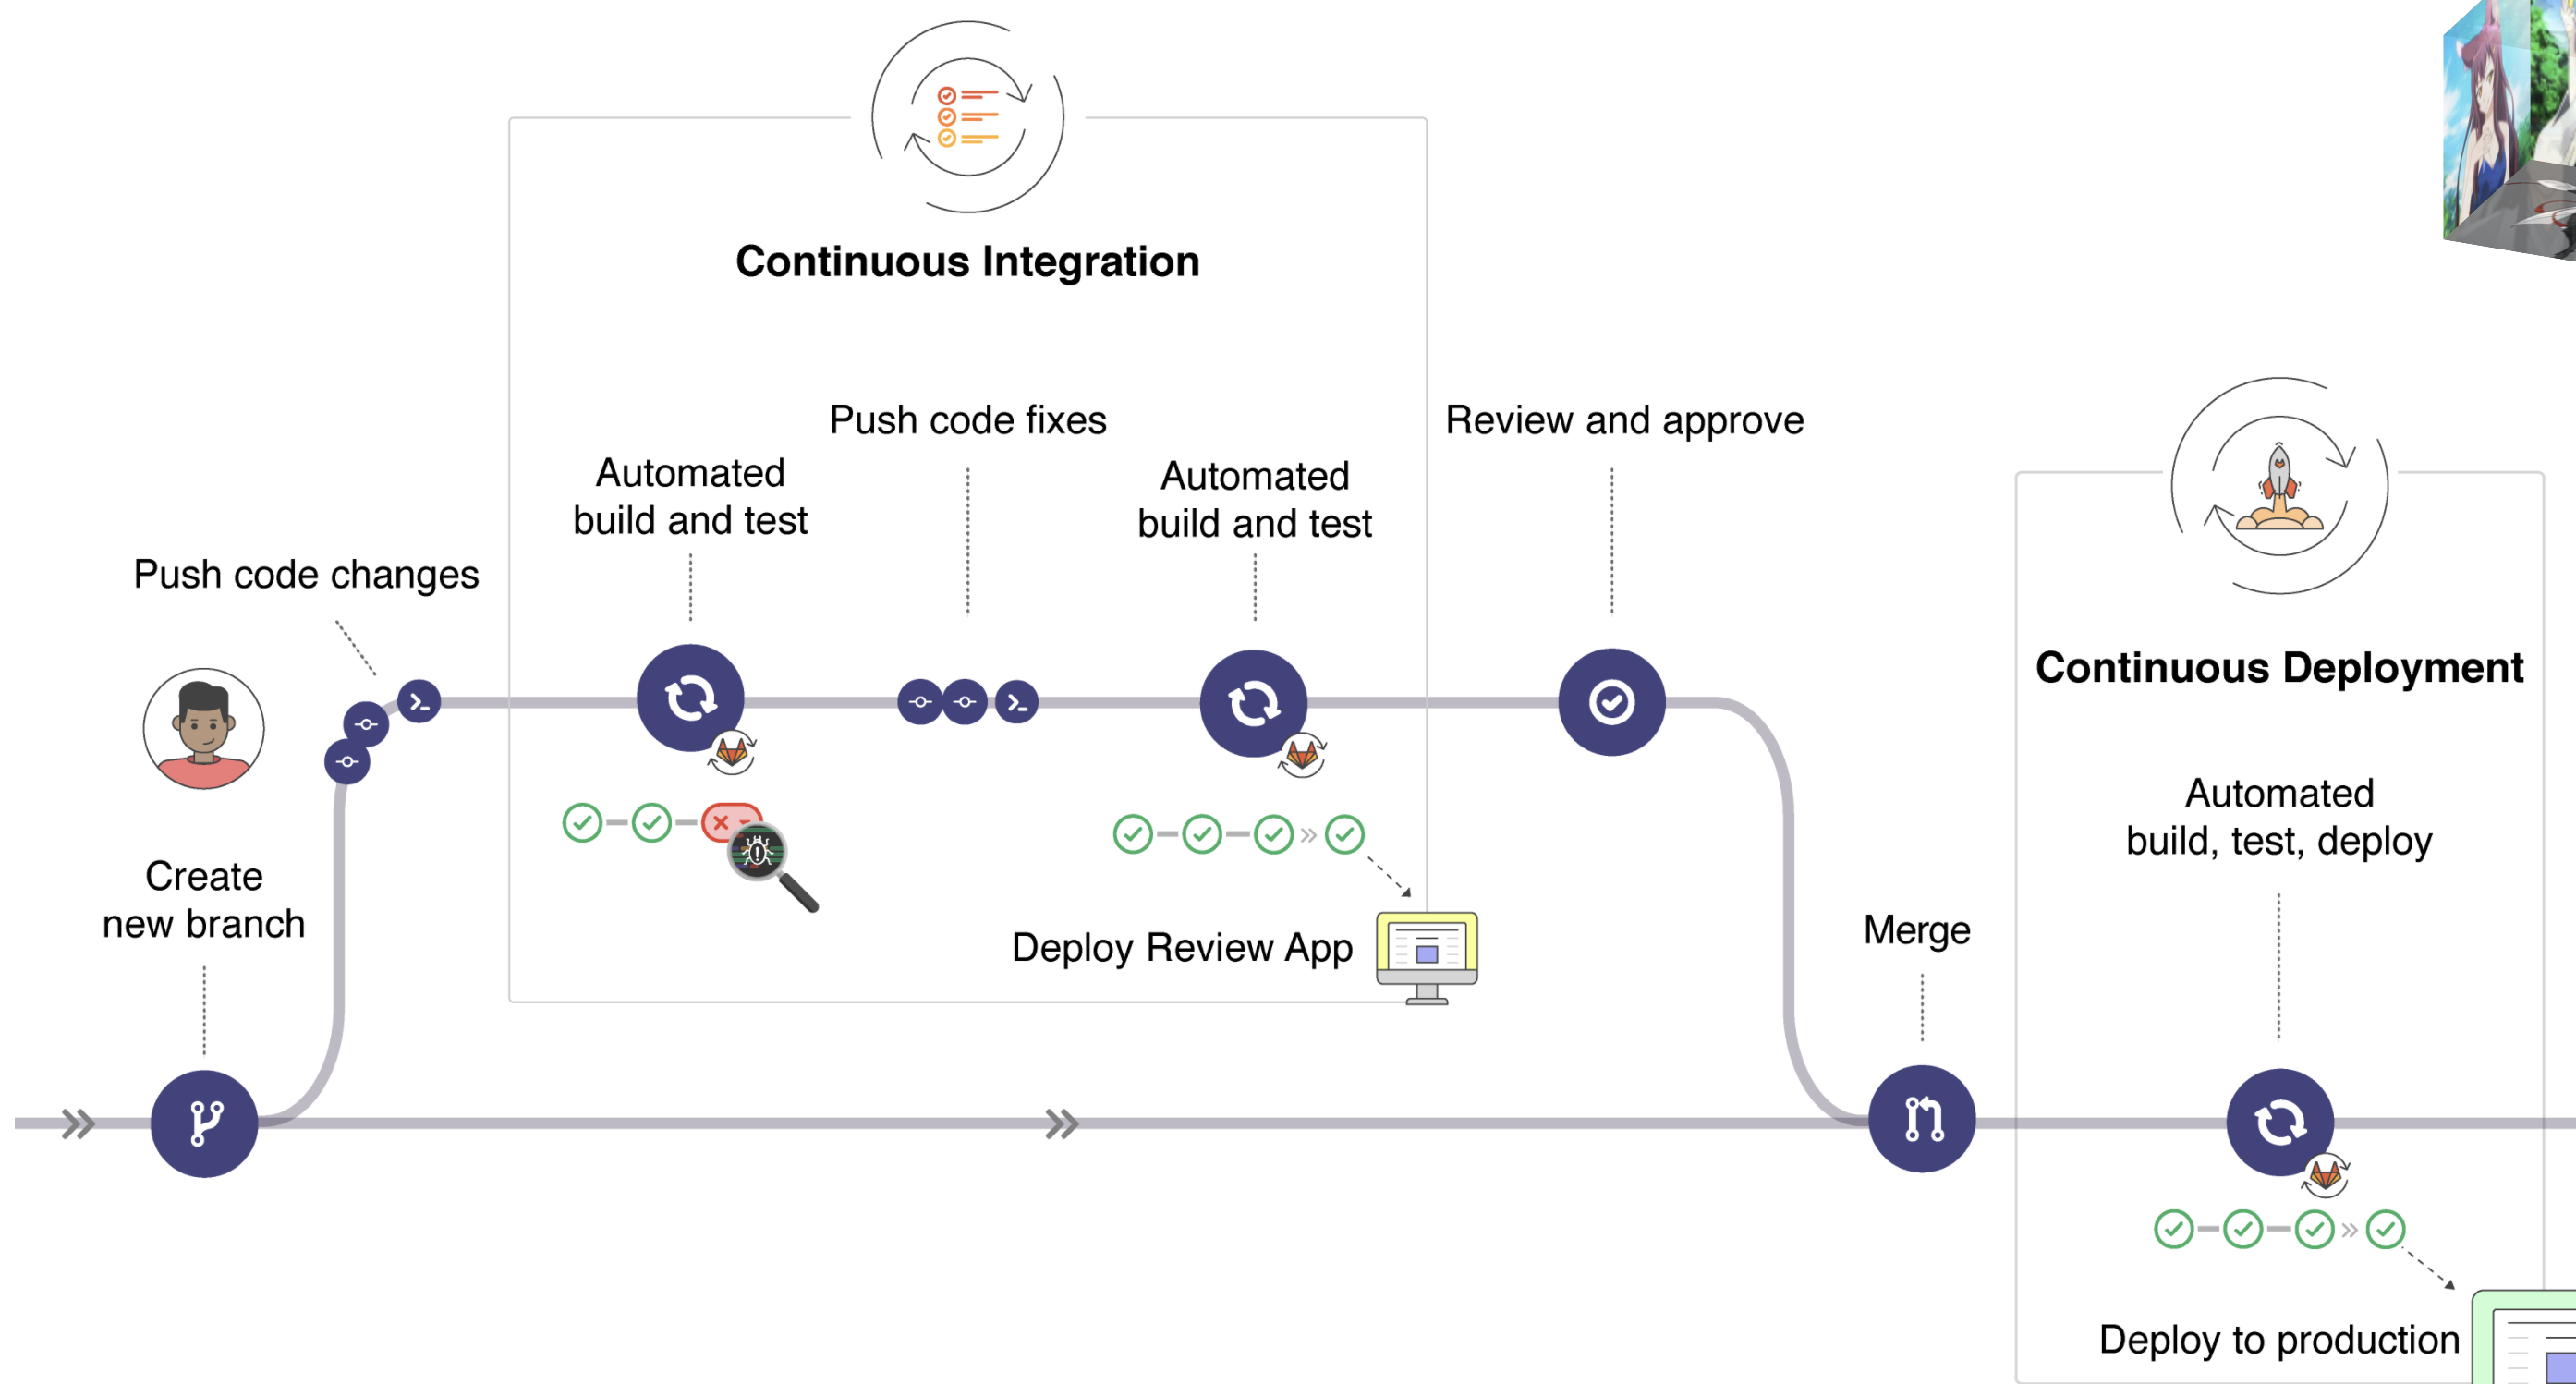 Continuous Integration
Push code fixes
Review and approve
Automated
build and test
Automated
build and test
Push code changes
Continuous Deployment
Automated
build, test, deploy
Create
new branch
Deploy Review App
Merge
Deploy to production